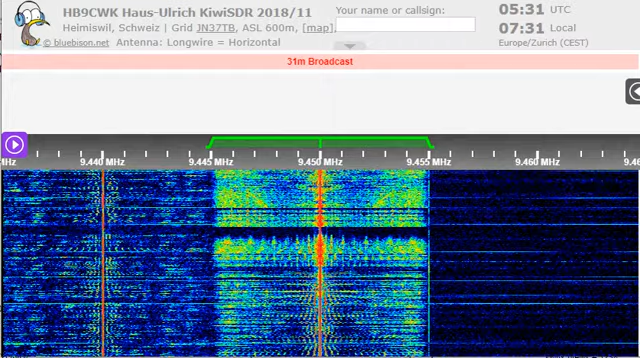 HB9CWK Haus-Ulrich KiwiSDR 2018/11
Heimiswil, Schweiz | Grid JN37TB, ASL 600m, [map]
© bluebison.net Antenna: Longwire = Horizontal
Your name or callsign:
05:31 UTC
07:31 Local
Europe/Zurich (CEST)
31m Broadcast
9.440 MHz 9.445 MHz 9.450 MHz 9.455 MHz 9.460 MHz